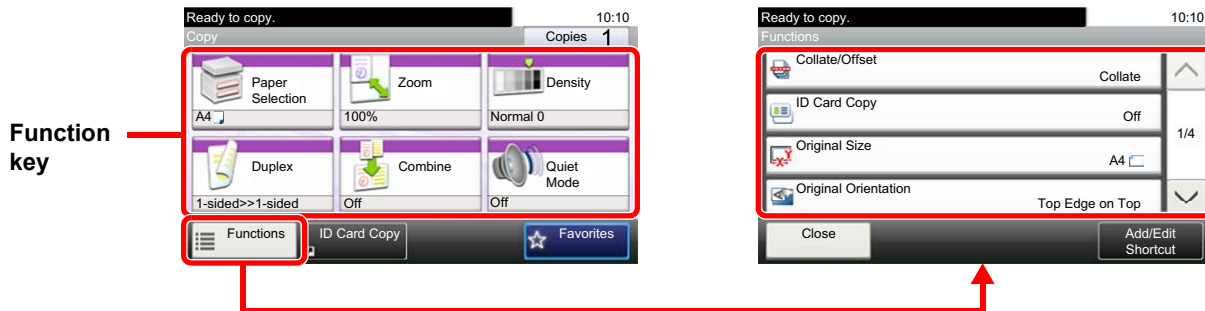 Ready to copy.
10:10
Copy
Copies 1
Paper
Selection
A4
Zoom
100%
Density
Normal 0
Function
key
Duplex
1-sided>>1-sided
Combine
Off
Quiet
Mode
Off
Functions
ID Card Copy
Favorites
Ready to copy.
10:10
Functions
Collate/Offset
Collate
ID Card Copy
Off
1/4
Original Size
A4
Original Orientation
Top Edge on Top
Close
Add/Edit
Shortcut